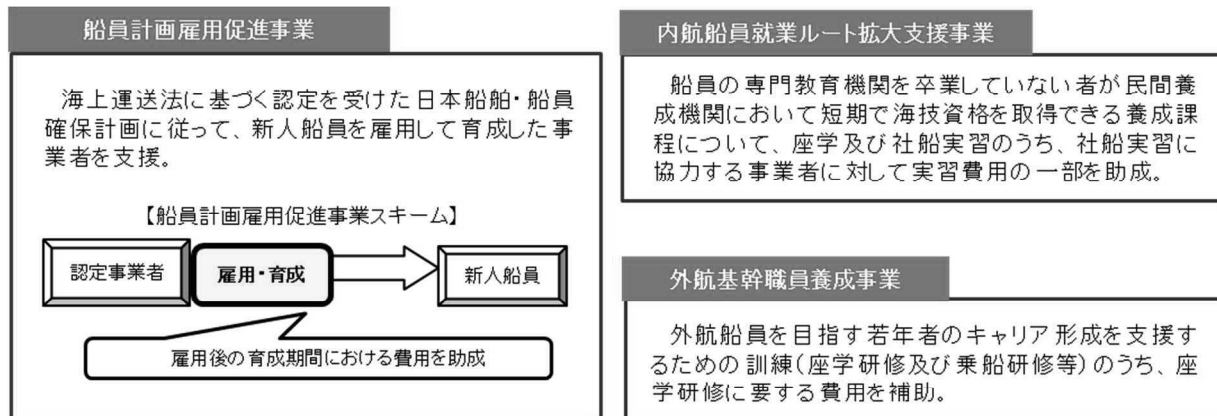 船員計画雇用促進事業
海上運送法に基づく認定を受けた日本船舶・船員
確保計画に従って、新人船員を雇用して育成した事
業者を支援。
【船員計画雇用促進事業スキーム】
認定事業者
雇用・育成
新人船員
雇用後の育成期間における費用を助成
内航船員就業ルート拡大支援事業
船員の専門教育機関を卒業していない者が民間養
成機関において短期で海技資格を取得できる養成課
程について、座学及び社船実習のうち、社船実習に
協力する事業者に対して実習費用の一部を助成。
外航基幹職員養成事業
外航船員を目指す若年者のキャリア形成を支援す
るための訓練(座学研修及び乗船研修等)のうち、座
学研修に要する費用を補助。